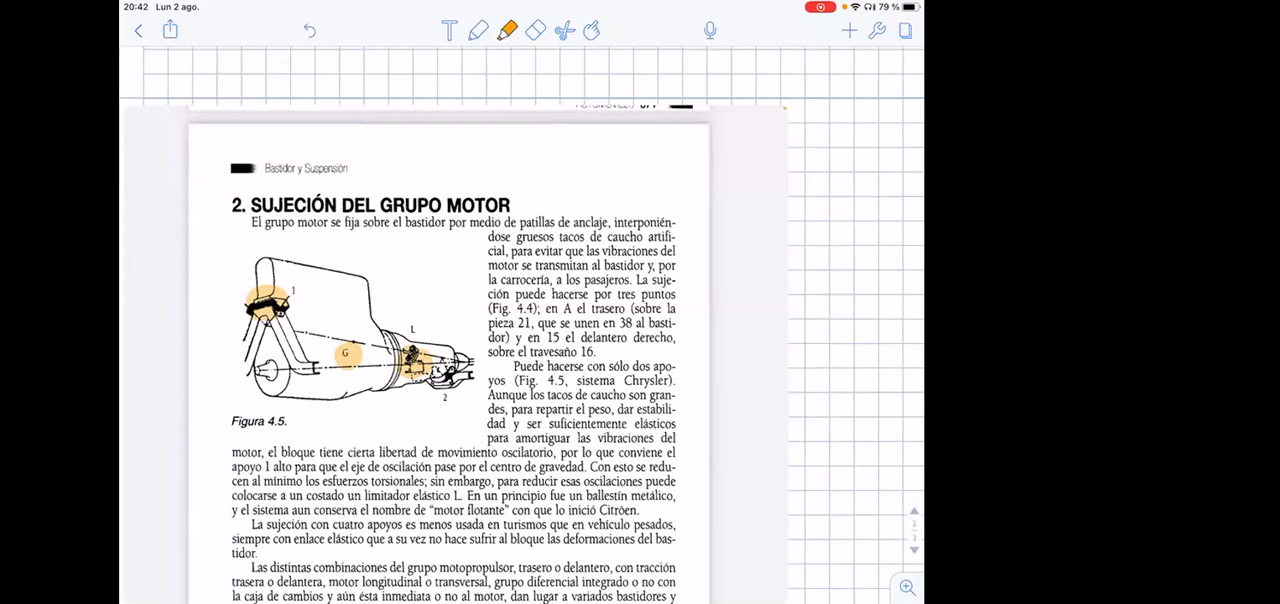 20:42 Lun 2 ago.
79 %
Bastidor y Suspensión
2. SUJECIÓN DEL GRUPO MOTOR
El grupo motor se fija sobre el bastidor por medio de patillas de anclaje, interponién-
dose gruesos tacos de caucho artifi-
cial, para evitar que las vibraciones del
motor se transmitan al bastidor y, por
la carrocería, a los pasajeros. La suje-
ción puede hacerse por tres puntos
(Fig. 4.4); en A el trasero (sobre la
pieza 21, que se unen en 38 al basti-
dor) y en 15 el delantero derecho,
sobre el travesaño 16.
Puede hacerse con sólo dos apo-
yos (Fig. 4.5, sistema Chrysler).
Aunque los tacos de caucho son gran-
des, para repartir el peso, dar estabili-
dad y ser suficientemente elásticos
para amortiguar las vibraciones del
1
L
G
2
Figura 4.5.
motor, el bloque tiene cierta libertad de movimiento oscilatorio, por lo que conviene el
apoyo 1 alto para que el eje de oscilación pase por el centro de gravedad. Con esto se redu-
cen al mínimo los esfuerzos torsionales; sin embargo, para reducir esas oscilaciones puede
colocarse a un costado un limitador elástico L. En un principio fue un ballestín metálico,
y el sistema aun conserva el nombre de "motor flotante" con que lo inició Citröen.
La sujeción con cuatro apoyos es menos usada en turismos que en vehículo pesados,
siempre con enlace elástico que a su vez no hace sufrir al bloque las deformaciones del bas-
tidor.
Las distintas combinaciones del grupo motopropulsor, trasero o delantero, con tracción
trasera o delantera, motor longitudinal o transversal, grupo diferencial integrado o no con
la caja de cambios y aún ésta inmediata o no al motor, dan lugar a variados bastidores y
2
3